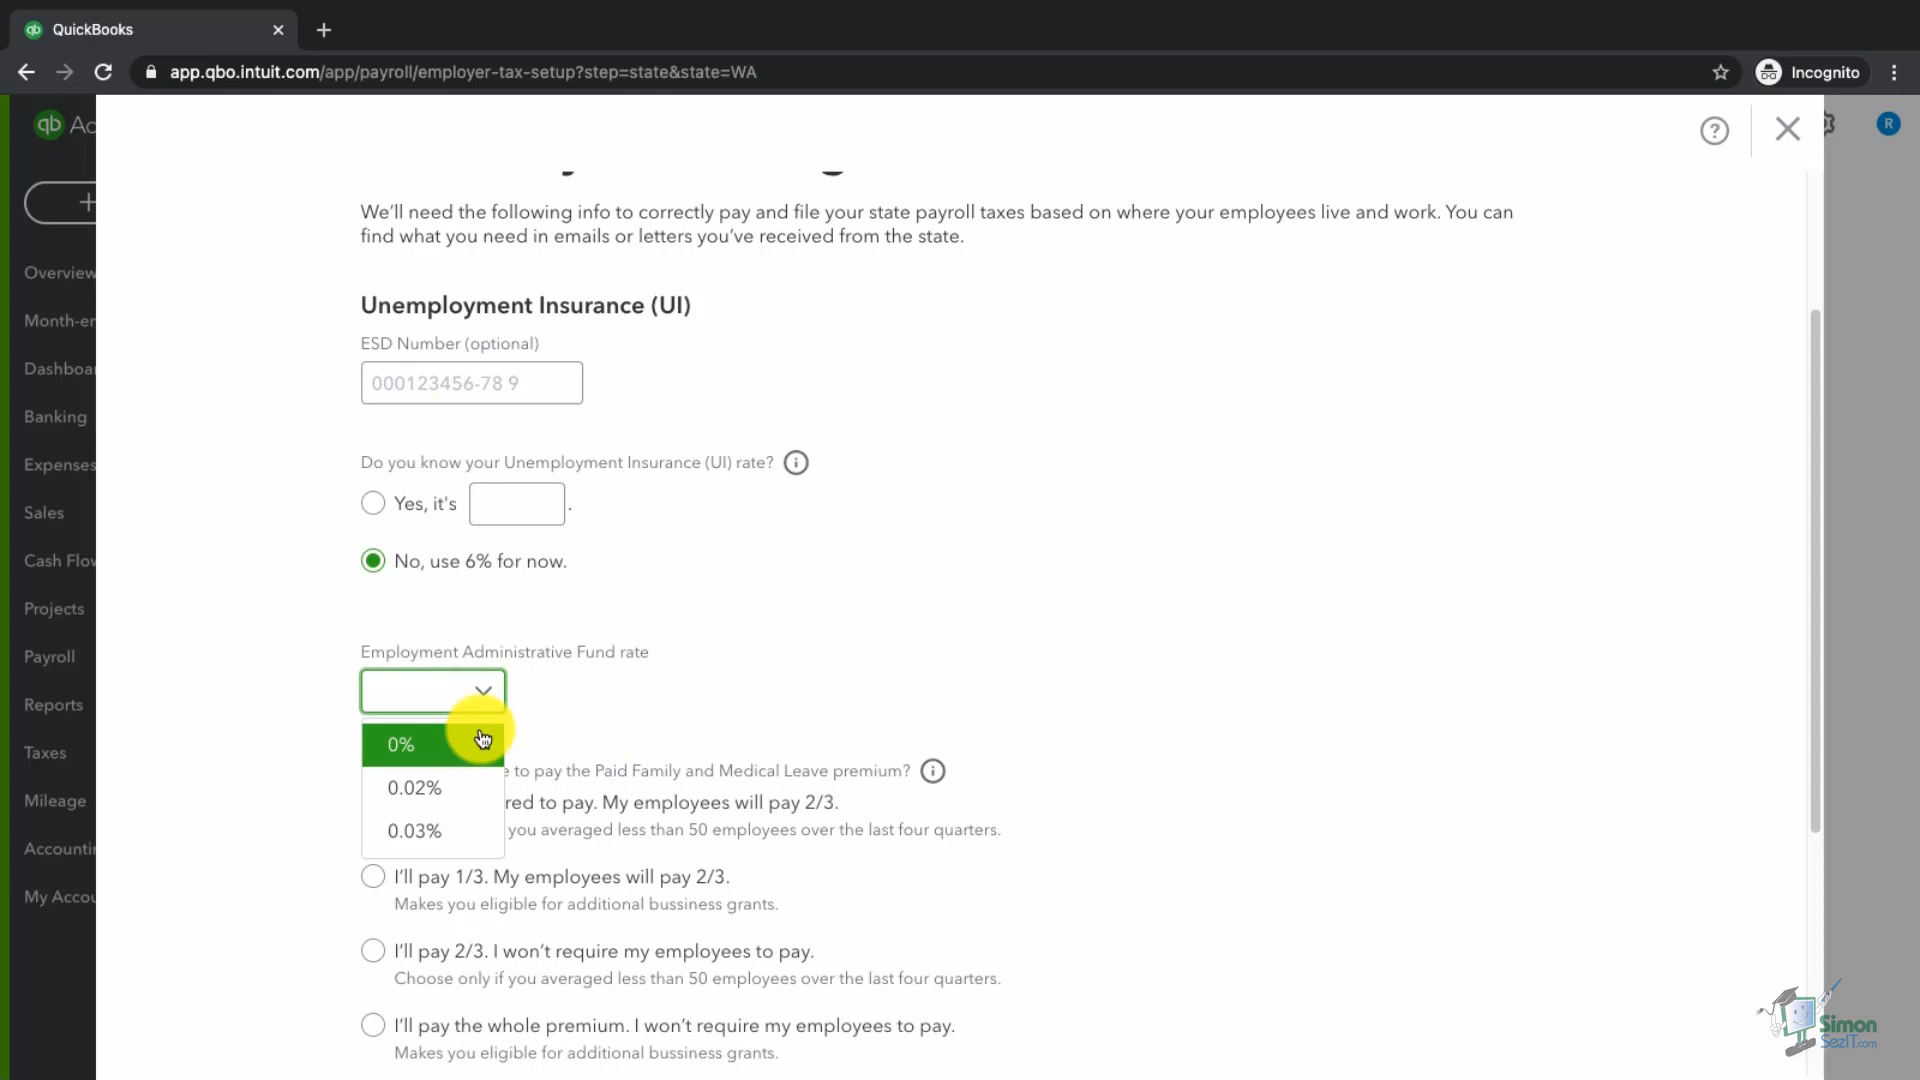 QuickBooks
app.qbo.intuit.com/app/payroll/employer-tax-setup?step=state&state=WA
Incognito
qb Ac
R
We'll need the following info to correctly pay and file your state payroll taxes based on where your employees live and work. You can
find what you need in emails or letters you've received from the state.
Overview
Month-en
Dashboar
Banking
Expenses
Sales
Cash Flow
Projects
Payroll
Reports
Taxes
Mileage
Accountin
My Accou
Unemployment Insurance (UI)
ESD Number (optional)
000123456-78 9
Do you know your Unemployment Insurance (UI) rate?
Yes, it's .
No, use 6% for now.
Employment Administrative Fund rate
0%
0.02%
0.03%
e to pay the Paid Family and Medical Leave premium?
red to pay. My employees will pay 2/3.
you averaged less than 50 employees over the last four quarters.
I'll pay 1/3. My employees will pay 2/3.
Makes you eligible for additional bussiness grants.
I'll pay 2/3. I won't require my employees to pay.
Choose only if you averaged less than 50 employees over the last four quarters.
I'll pay the whole premium. I won't require my employees to pay.
Makes you eligible for additional bussiness grants.
Simon
SezIT.com